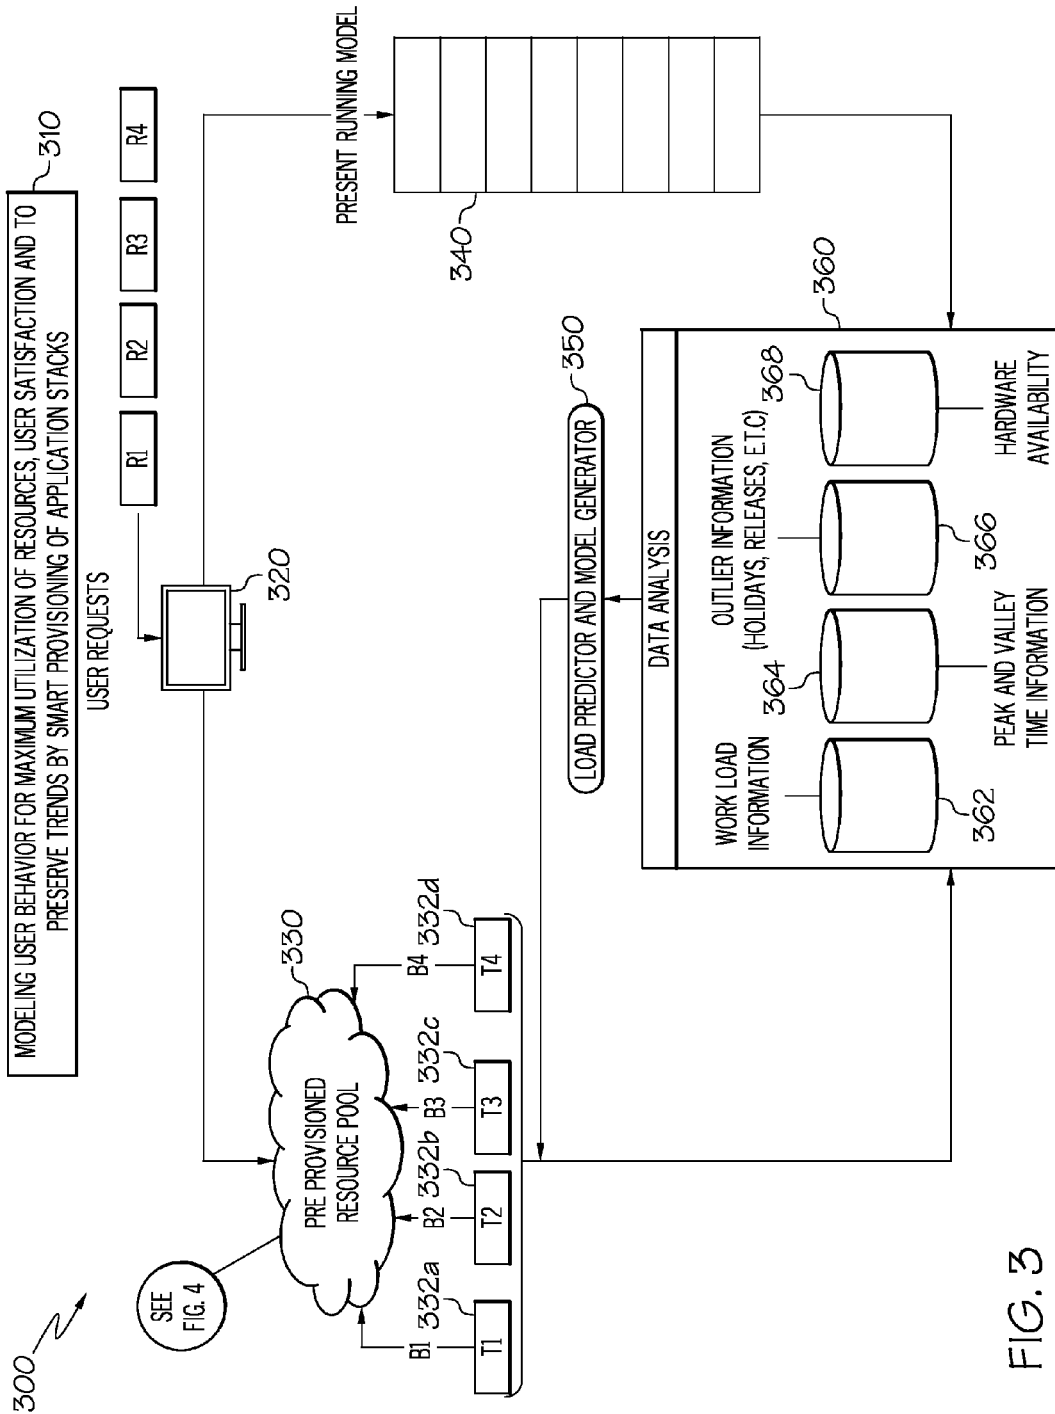 300
MODELING USER BEHAVIOR FOR MAXIMUM UTILIZATION OF RESOURCES, USER SATISFACTION AND TO
PRESERVE TRENDS BY SMART PROVISIONING OF APPLICATION STACKS
310
USER REQUESTS
R1
R2
R3
R4
320
SEE
FIG. 4
PRE PROVISIONED
RESOURCE POOL
330
B1
B2
B3
B4
332a
332b
332c
332d
T1
T2
T3
T4
PRESENT RUNNING MODEL
340
LOAD PREDICTOR AND MODEL GENERATOR
350
DATA ANALYSIS
360
WORK LOAD
INFORMATION
OUTLIER INFORMATION
(HOLIDAYS, RELEASES, E.T.C)
364
368
362
366
PEAK AND VALLEY
TIME INFORMATION
HARDWARE
AVAILABILITY
FIG. 3